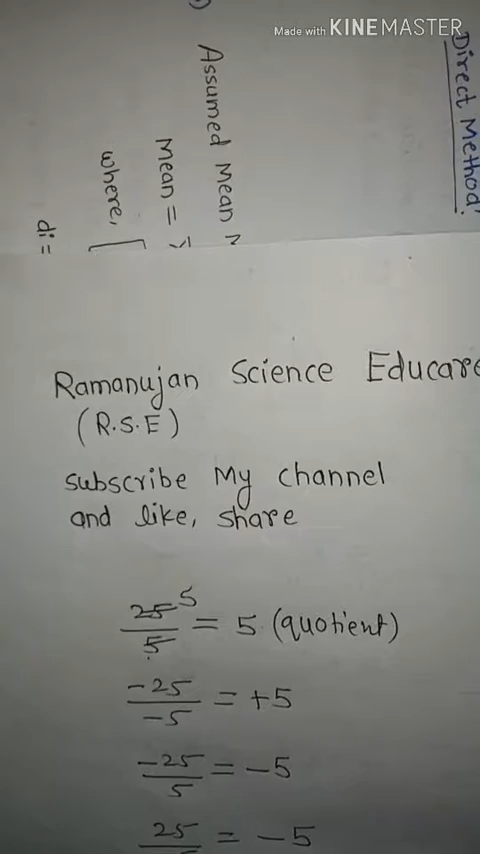 Made with KINEMASTER
Direct Method
Assumed Mean
Mean =
where, [
di =
Ramanujan Science Educare
(R.S.E)
Subscribe My channel
and like, share
25/5 5 = 5 (quotient)
-25/-5 = +5
-25/5 = -5
25 = -5